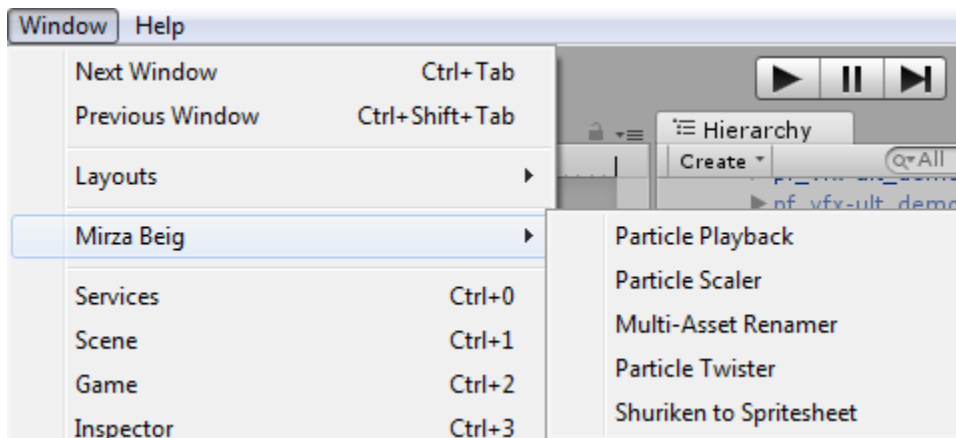 Window Help
Next Window Ctrl+Tab
Previous Window Ctrl+Shift+Tab
Hierarchy
Create All
Layouts
Mirza Beig
Particle Playback
Particle Scaler
Multi-Asset Renamer
Particle Twister
Shuriken to Spritesheet
Services Ctrl+0
Scene Ctrl+1
Game Ctrl+2
Inspector Ctrl+3